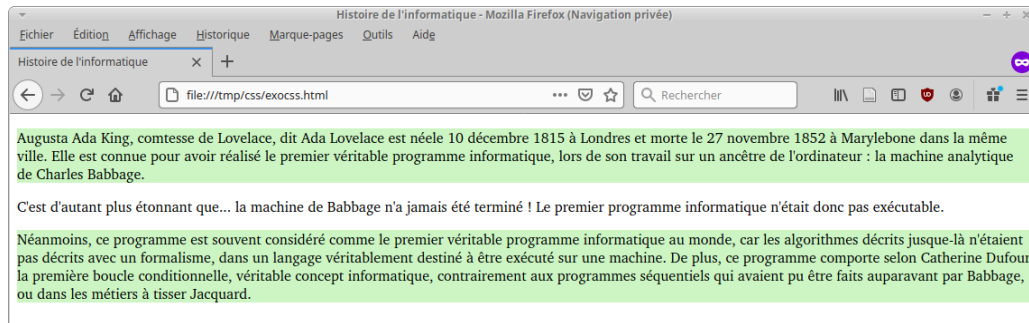 Histoire de l'informatique - Mozilla Firefox (Navigation privée)
Fichier Édition Affichage Historique Marque-pages Outils Aide
Histoire de l'informatique
file:///tmp/css/exocss.html
Rechercher
Augusta Ada King, comtesse de Lovelace, dit Ada Lovelace est néele 10 décembre 1815 à Londres et morte le 27 novembre 1852 à Marylebone dans la même
ville. Elle est connue pour avoir réalisé le premier véritable programme informatique, lors de son travail sur un ancêtre de l'ordinateur : la machine analytique
de Charles Babbage.
C'est d'autant plus étonnant que... la machine de Babbage n'a jamais été terminé ! Le premier programme informatique n'était donc pas exécutable.
Néanmoins, ce programme est souvent considéré comme le premier véritable programme informatique au monde, car les algorithmes décrits jusque-là n'étaient
pas décrits avec un formalisme, dans un langage véritablement destiné à être exécuté sur une machine. De plus, ce programme comporte selon Catherine Dufour
la première boucle conditionnelle, véritable concept informatique, contrairement aux programmes séquentiels qui avaient pu être faits auparavant par Babbage,
ou dans les métiers à tisser Jacquard.